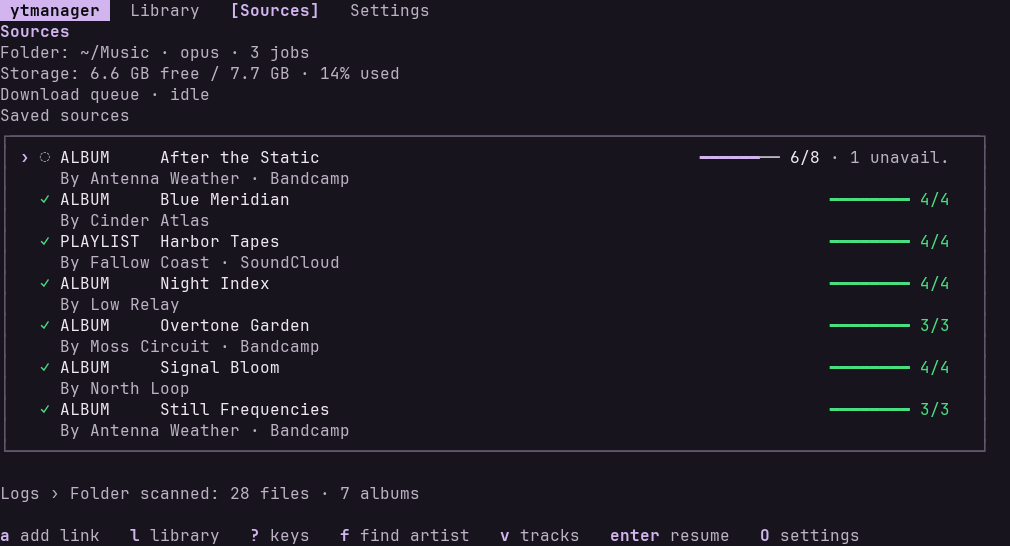 ytmanager Library [Sources] Settings
Sources
Folder: ~/Music · opus · 3 jobs
Storage: 6.6 GB free / 7.7 GB · 14% used
Download queue · idle
Saved sources
› ◌ ALBUM After the Static 6/8 · 1 unavail.
By Antenna Weather · Bandcamp
✓ ALBUM Blue Meridian 4/4
By Cinder Atlas
✓ PLAYLIST Harbor Tapes 4/4
By Fallow Coast · SoundCloud
✓ ALBUM Night Index 4/4
By Low Relay
✓ ALBUM Overtone Garden 3/3
By Moss Circuit · Bandcamp
✓ ALBUM Signal Bloom 4/4
By North Loop
✓ ALBUM Still Frequencies 3/3
By Antenna Weather · Bandcamp
Logs › Folder scanned: 28 files · 7 albums
a add link l library ? keys f find artist v tracks enter resume O settings